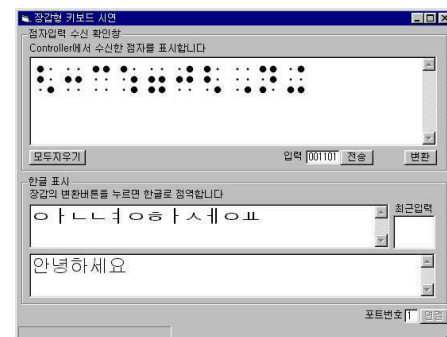 장갑형 키보드 시연
점자입력 수신 확인창
Controller에서 수신한 점자를 표시합니다
모두지우기 입력 001101 전송 변환
한글 표시
장갑의 변환버튼을 누르면 한글로 점역합니다
ㅇㅏㄴㄴㅕㅇㅎㅏㅅㅔㅇㅛ 최근입력
안녕하세요
포트번호 1 연결